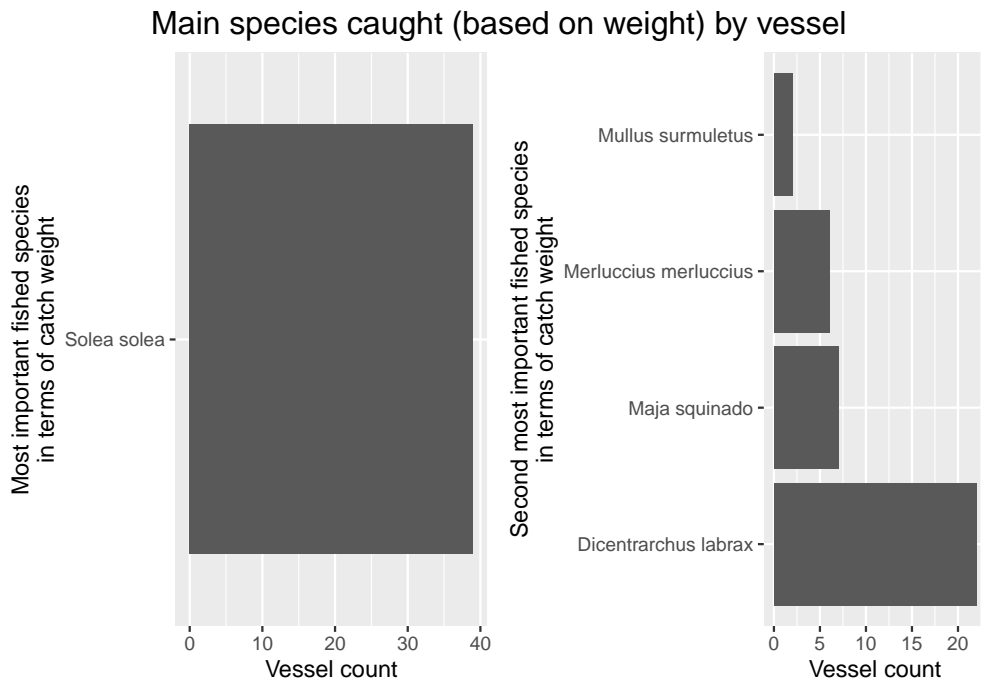 Main species caught (based on weight) by vessel
Most important fished species
in terms of catch weight
Solea solea
0 10 20 30 40
Vessel count
Second most important fished species
in terms of catch weight
Mullus surmuletus
Merluccius merluccius
Maja squinado
Dicentrarchus labrax
0 5 10 15 20
Vessel count